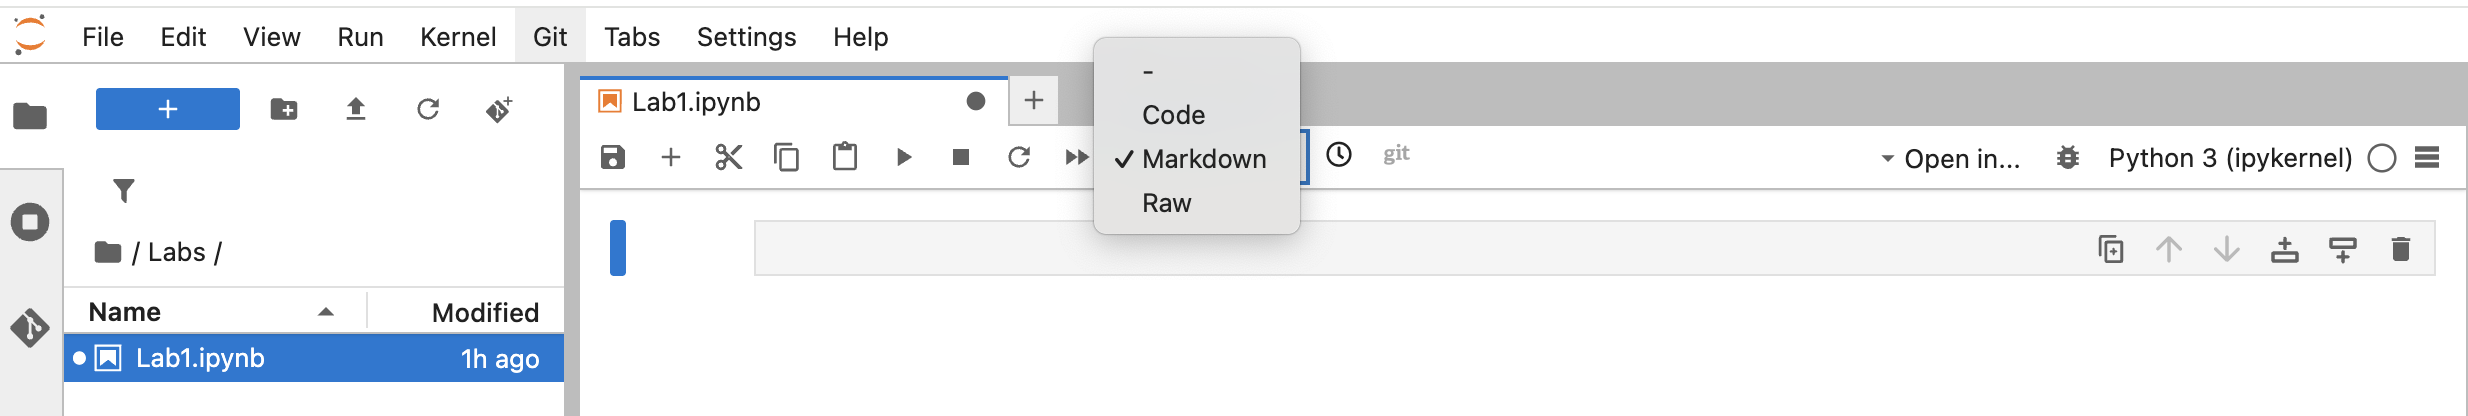 File Edit View Run Kernel Git Tabs Settings Help
Lab1.ipynb
-
Code
Markdown
Raw
git
Open in...
Python 3 (ipykernel)
/ Labs /
Name Modified
Lab1.ipynb 1h ago